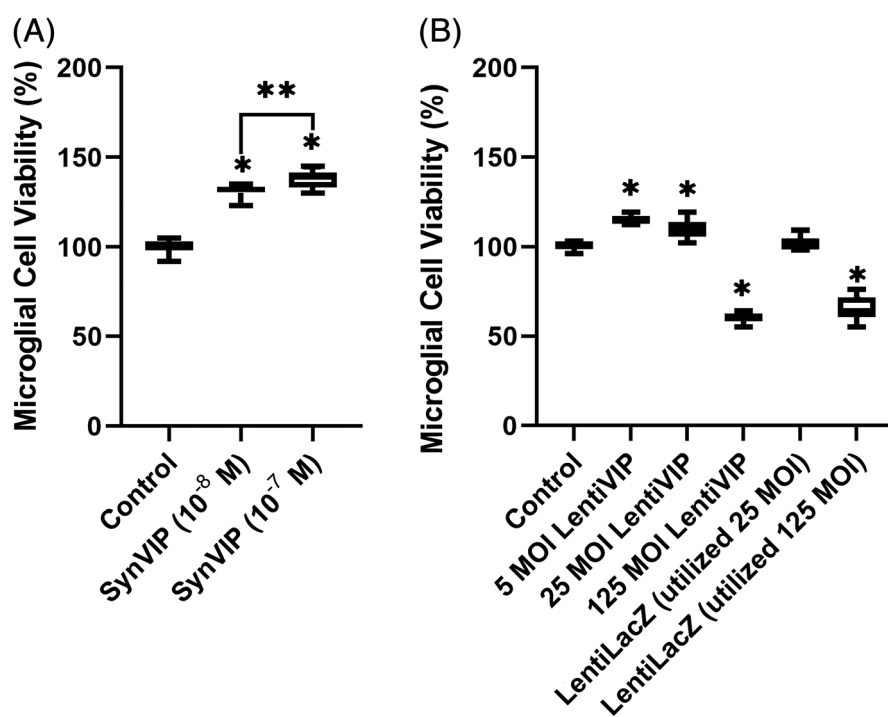 (A)
Microglial Cell Viability (%)
200
150
100
50
0
**
*
*
Control
SynVIP (10⁻⁸ M)
SynVIP (10⁻⁷ M)
(B)
Microglial Cell Viability (%)
200
150
100
50
0
*
*
*
*
Control
5 MOI LentiVIP
25 MOI LentiVIP
125 MOI LentiVIP
LentiLacZ (utilized 25 MOI)
LentiLacZ (utilized 125 MOI)